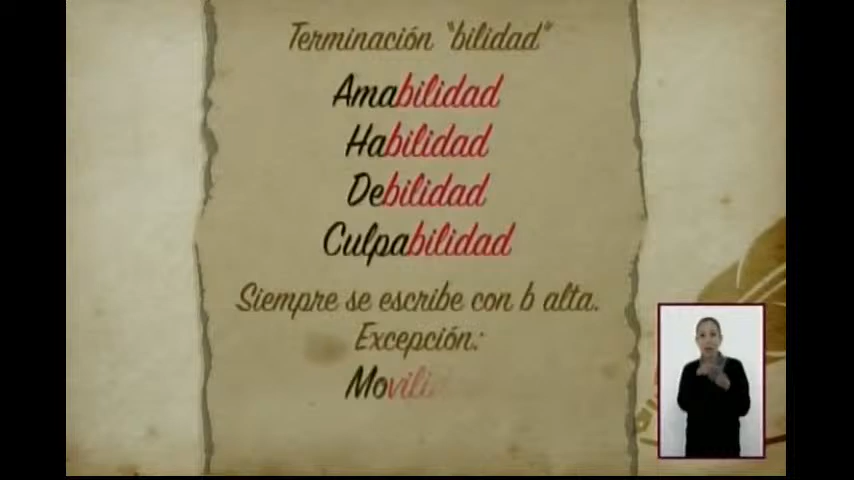 Terminación "bilidad"
Amabilidad
Habilidad
Debilidad
Culpabilidad
Siempre se escribe con b alta.
Excepción:
Movili